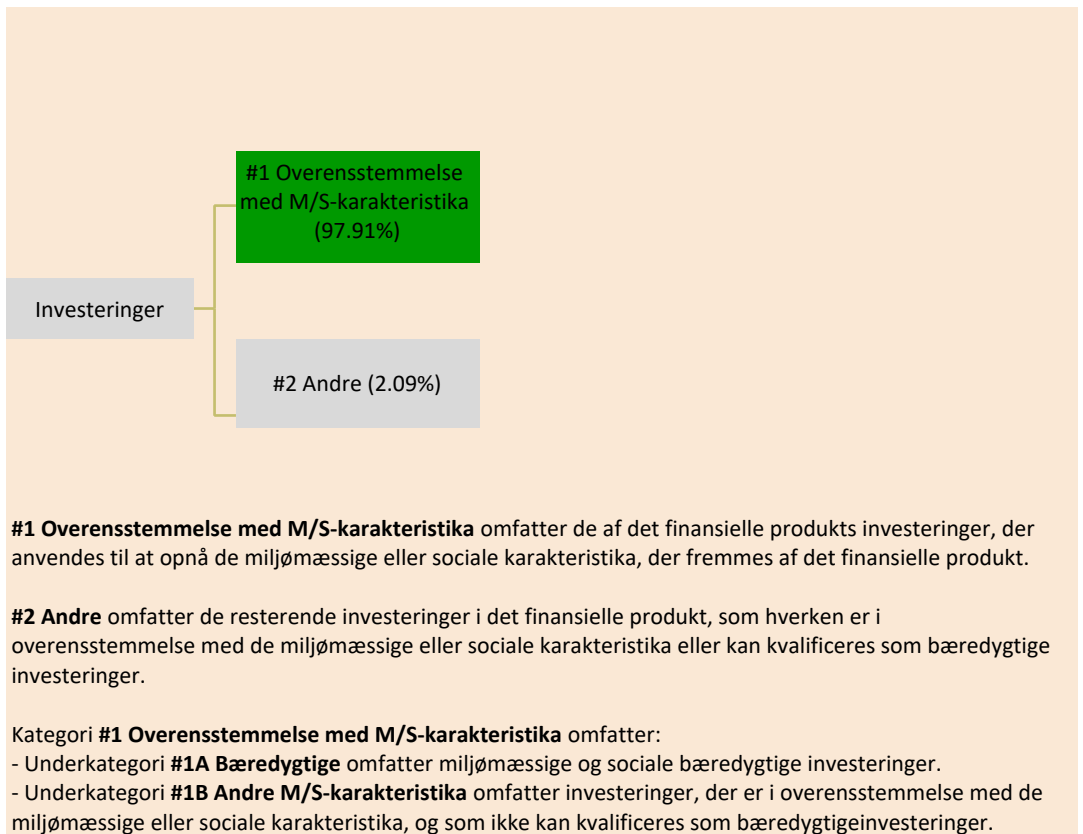 #1 Overensstemmelse
med M/S-karakteristika
(97.91%)
Investeringer
#2 Andre (2.09%)
#1 Overensstemmelse med M/S-karakteristika omfatter de af det finansielle produkts investeringer, der
anvendes til at opnå de miljømæssige eller sociale karakteristika, der fremmes af det finansielle produkt.
#2 Andre omfatter de resterende investeringer i det finansielle produkt, som hverken er i
overensstemmelse med de miljømæssige eller sociale karakteristika eller kan kvalificeres som bæredygtige
investeringer.
Kategori #1 Overensstemmelse med M/S-karakteristika omfatter:
- Underkategori #1A Bæredygtige omfatter miljømæssige og sociale bæredygtige investeringer.
- Underkategori #1B Andre M/S-karakteristika omfatter investeringer, der er i overensstemmelse med de
miljømæssige eller sociale karakteristika, og som ikke kan kvalificeres som bæredygtigeinvesteringer.